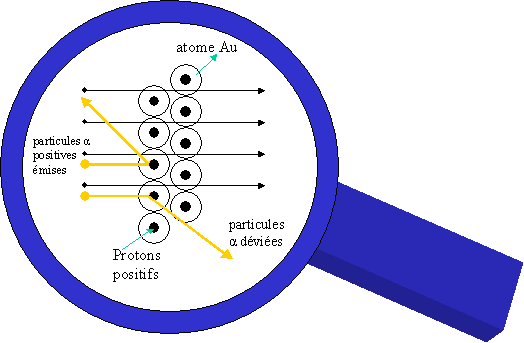 atome Au
particules α
positives
émises
particules
α déviées
Protons
positifs